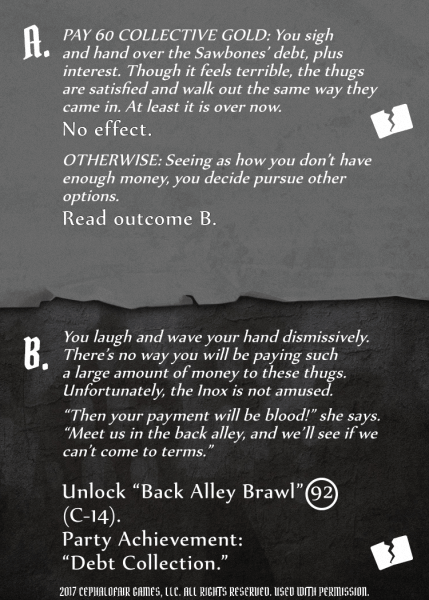 A.
PAY 60 COLLECTIVE GOLD: You sigh
and hand over the Sawbones' debt, plus
interest. Though it feels terrible, the thugs
are satisfied and walk out the same way they
came in. At least it is over now.
No effect.
OTHERWISE: Seeing as how you don't have
enough money, you decide pursue other
options.
Read outcome B.
B.
You laugh and wave your hand dismissively.
There's no way you will be paying such
a large amount of money to these thugs.
Unfortunately, the Inox is not amused.
“Then your payment will be blood!” she says.
“Meet us in the back alley, and we'll see if we
can't come to terms.”
Unlock “Back Alley Brawl” 92
(C-14).
Party Achievement:
“Debt Collection.”
2017 CEPHALOFAIR GAMES, LLC. ALL RIGHTS RESERVED. USED WITH PERMISSION.